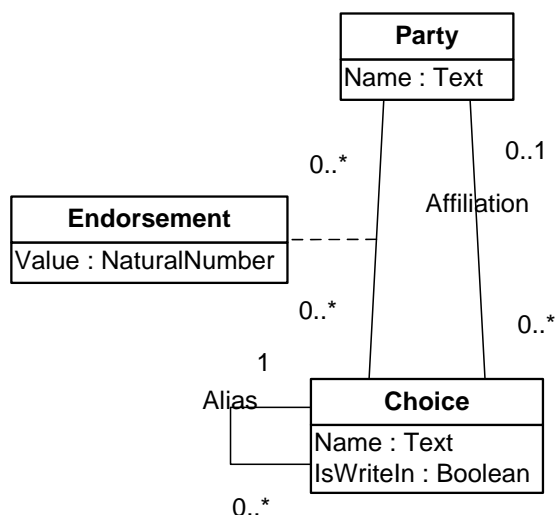 Party
Name : Text
0..*
0..1
Affiliation
Endorsement
Value : NaturalNumber
0..*
0..*
1
Alias
Choice
Name : Text
IsWriteIn : Boolean
0..*